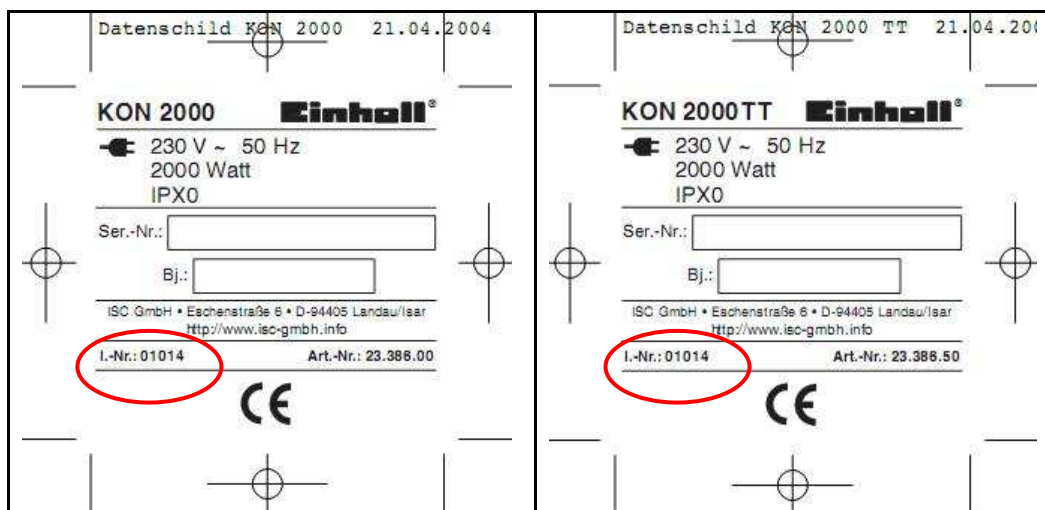 Datenschild KON 2000 21.04.2004
KON 2000 Einhell®
230 V ~ 50 Hz
2000 Watt
IPX0
Ser.-Nr.:
Bj.:
ISC GmbH • Eschenstraße 6 • D-94405 Landau/Isar
http://www.isc-gmbh.info
I.-Nr.: 01014 Art.-Nr.: 23.386.00
CE
Datenschild KON 2000 TT 21.04.200
KON 2000TT Einhell®
230 V ~ 50 Hz
2000 Watt
IPX0
Ser.-Nr.:
Bj.:
ISC GmbH • Eschenstraße 6 • D-94405 Landau/Isar
http://www.isc-gmbh.info
I.-Nr.: 01014 Art.-Nr.: 23.386.50
CE